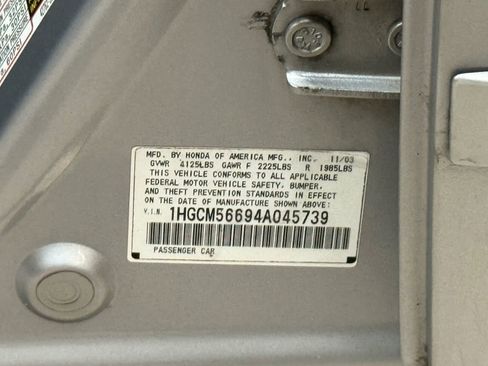 MFD. BY HONDA OF AMERICA MFG., INC. 11/03
GVWR 4125LBS GAWR F 2225LBS R 1985LBS
THIS VEHICLE CONFORMS TO ALL APPLICABLE
FEDERAL MOTOR VEHICLE SAFETY, BUMPER,
AND THEFT PREVENTION STANDARDS IN EFFECT
ON THE DATE OF MANUFACTURE SHOWN ABOVE:
V.I.N. 1HGCM56694A045739
PASSENGER CAR